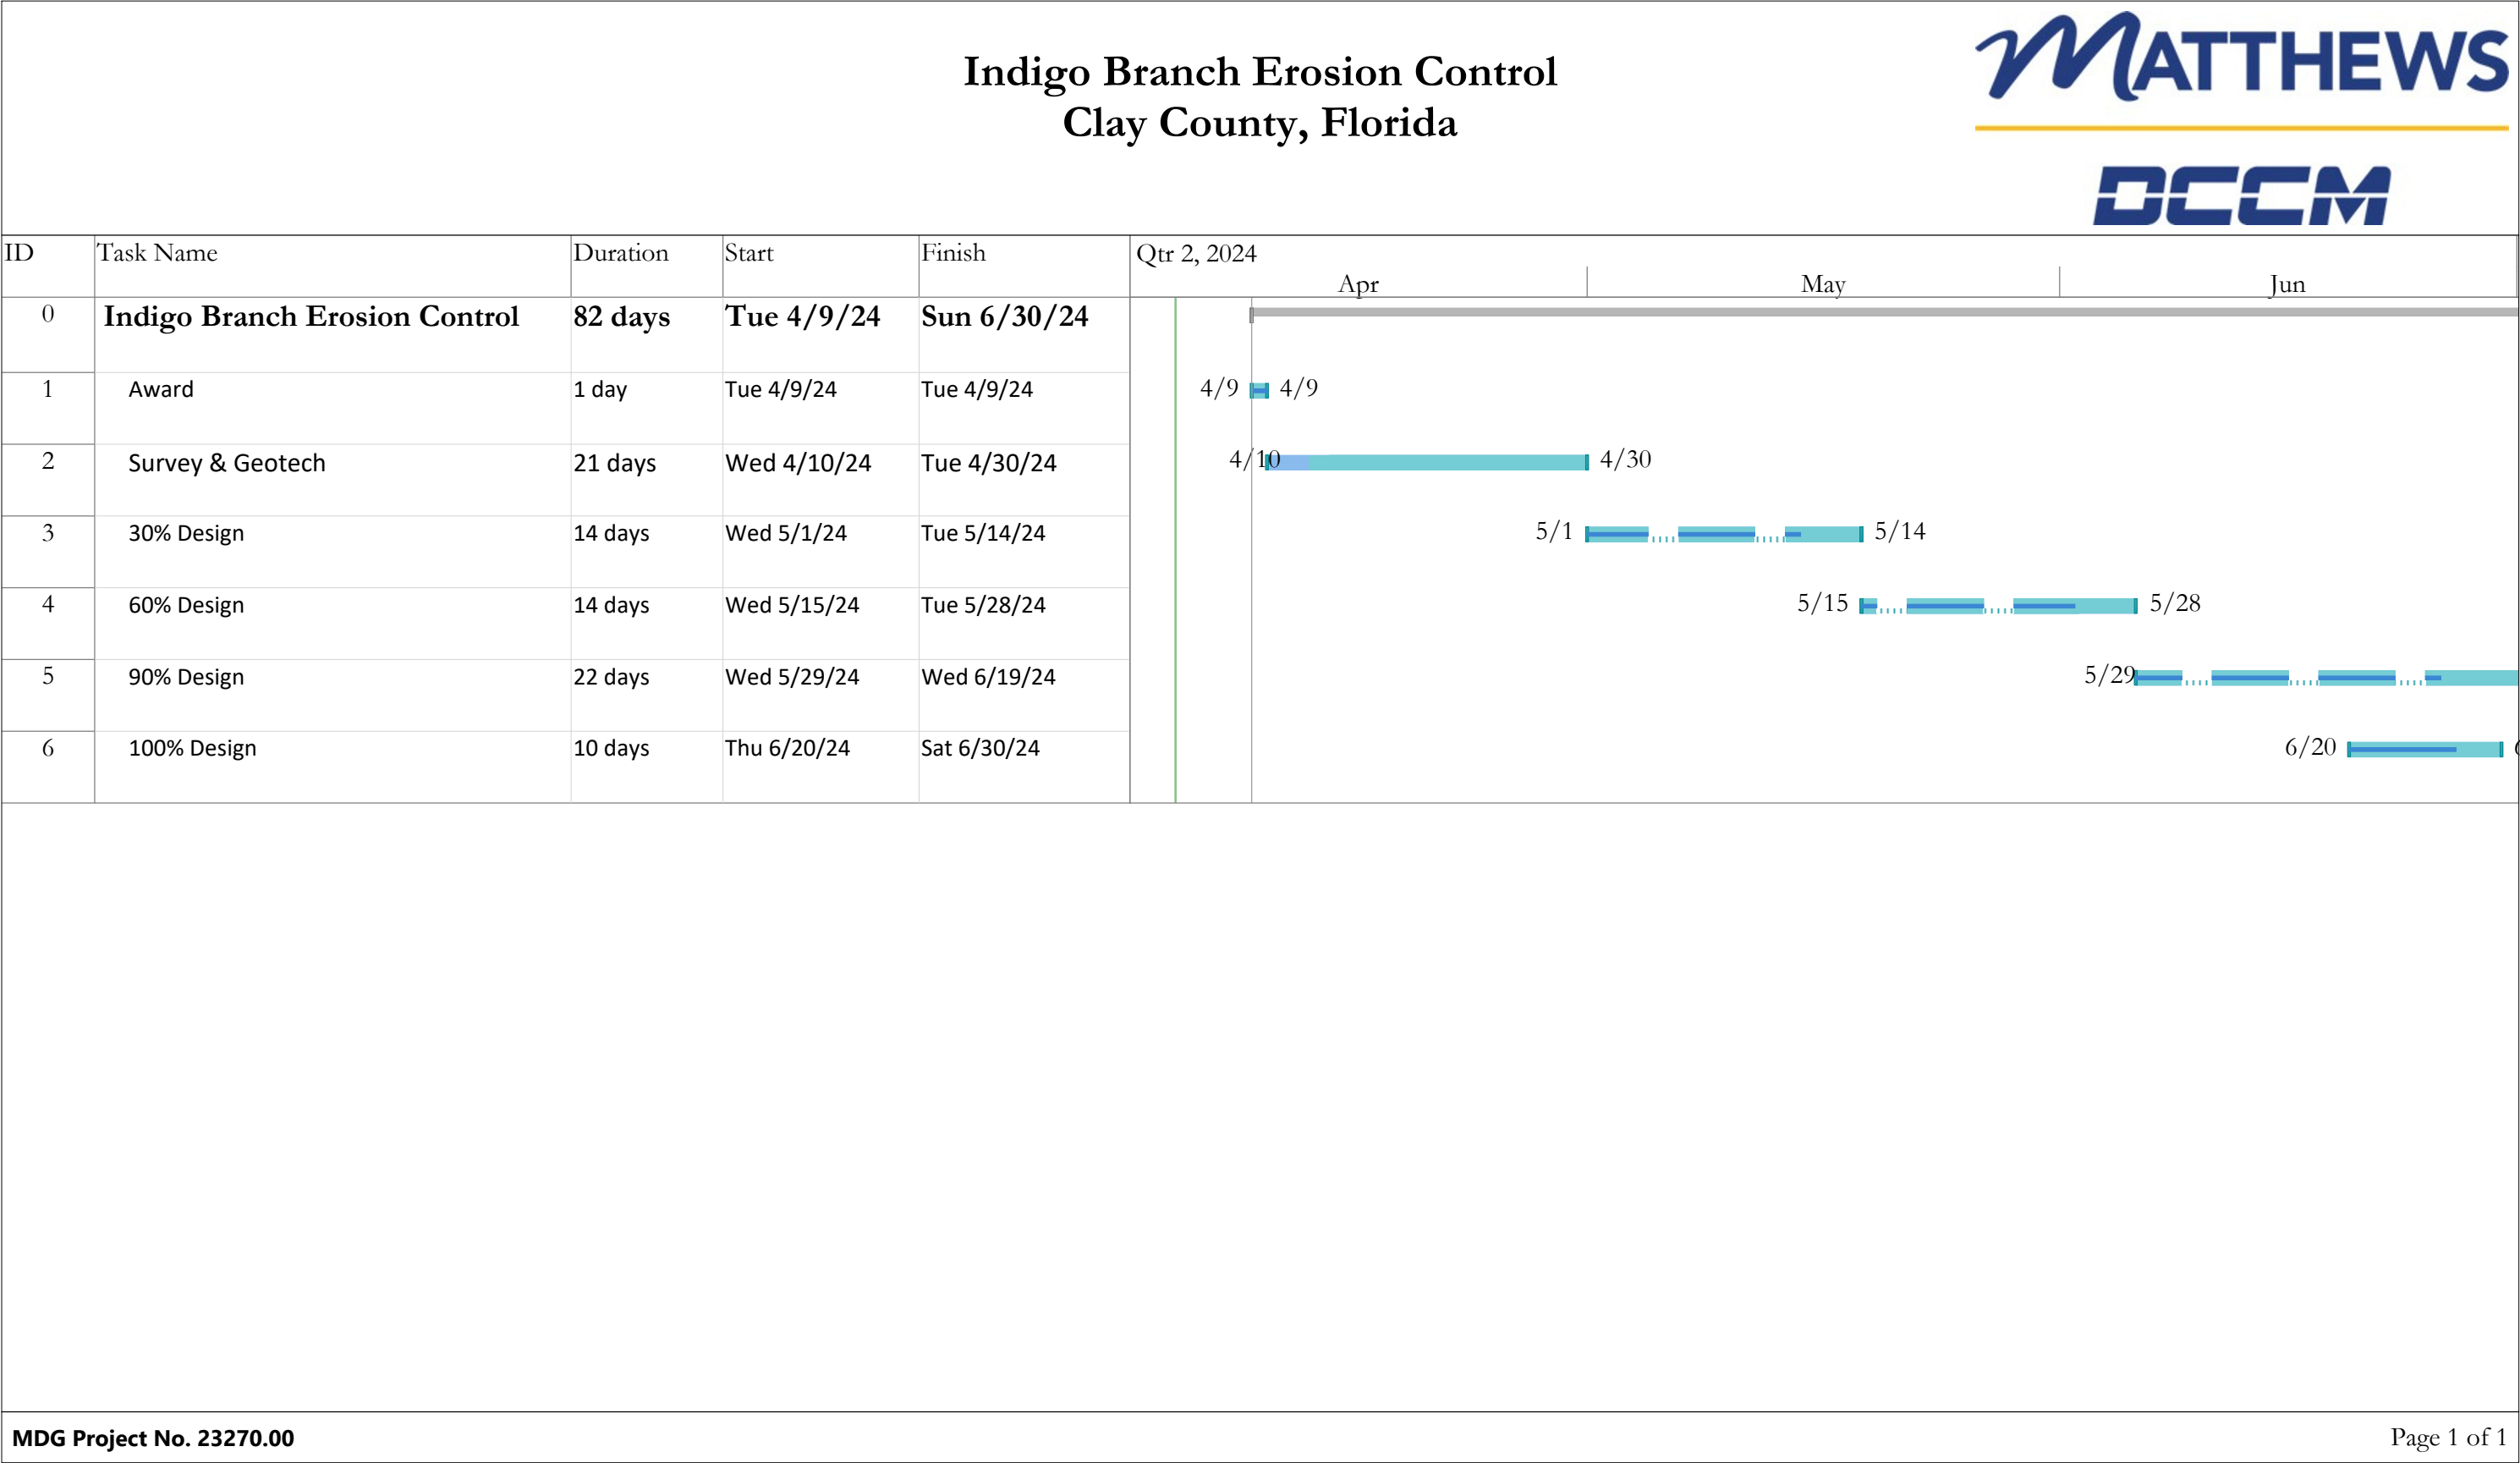 Indigo Branch Erosion Control
Clay County, Florida
MATTHEWS
DCCM
ID Task Name Duration Start Finish Qtr 2, 2024
Apr May Jun
0 Indigo Branch Erosion Control 82 days Tue 4/9/24 Sun 6/30/24
1 Award 1 day Tue 4/9/24 Tue 4/9/24 4/9 4/9
2 Survey & Geotech 21 days Wed 4/10/24 Tue 4/30/24 4/10 4/30
3 30% Design 14 days Wed 5/1/24 Tue 5/14/24 5/1 5/14
4 60% Design 14 days Wed 5/15/24 Tue 5/28/24 5/15 5/28
5 90% Design 22 days Wed 5/29/24 Wed 6/19/24 5/29
6 100% Design 10 days Thu 6/20/24 Sat 6/30/24 6/20
MDG Project No. 23270.00 Page 1 of 1